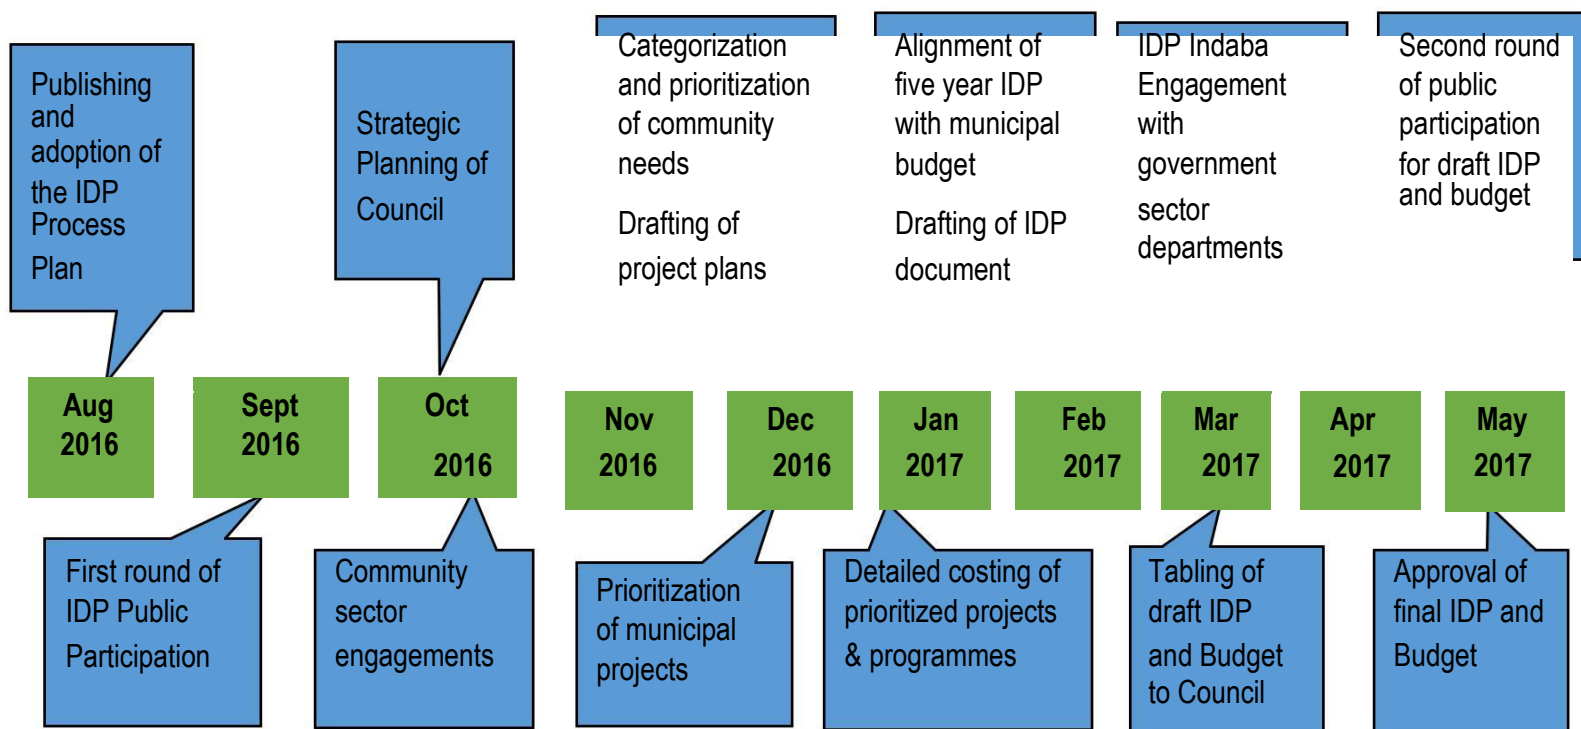 Publishing
and
adoption of
the IDP
Process
Plan
Strategic
Planning of
Council
Categorization
and prioritization
of community
needs
Drafting of
project plans
Alignment of
five year IDP
with municipal
budget
Drafting of IDP
document
IDP Indaba
Engagement
with
government
sector
departments
Second round
of public
participation
for draft IDP
and budget
Aug
2016
Sept
2016
Oct
2016
Nov
2016
Dec
2016
Jan
2017
Feb
2017
Mar
2017
Apr
2017
May
2017
First round of
IDP Public
Participation
Community
sector
engagements
Prioritization
of municipal
projects
Detailed costing of
prioritized projects
& programmes
Tabling of
draft IDP
and Budget
to Council
Approval of
final IDP and
Budget